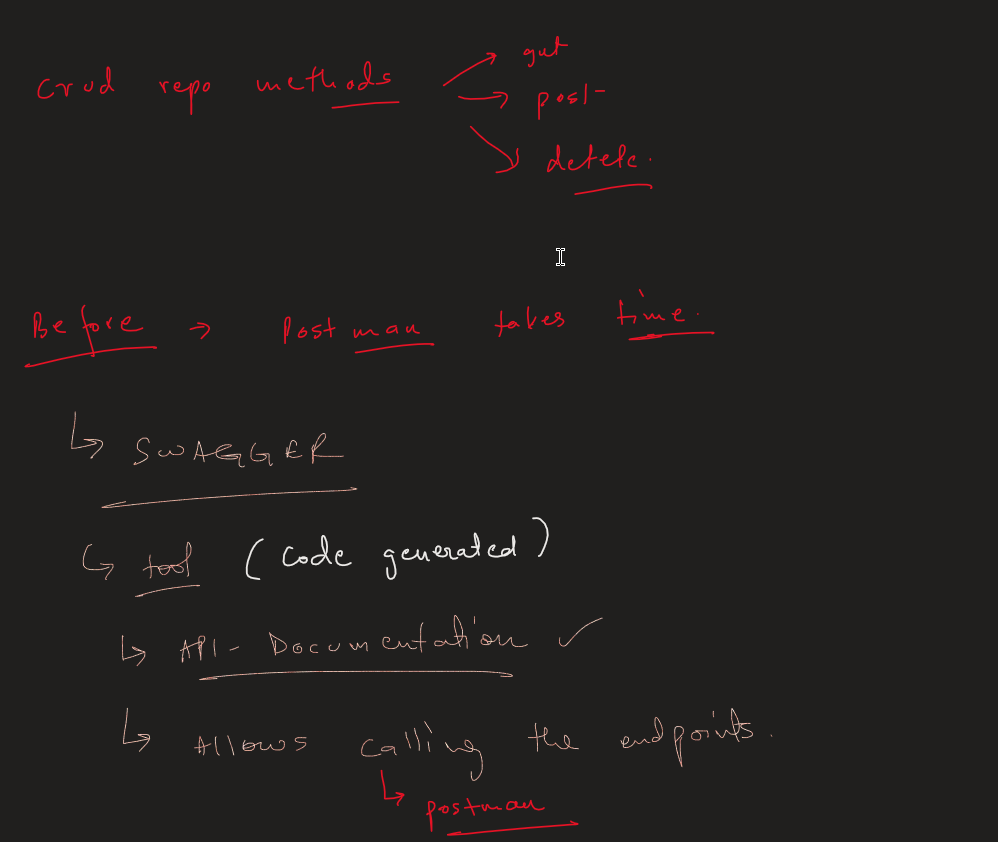 crud repo methods → get
→ post
→ delete.
Before → Postman takes time.
↳ SWAGGER
↳ tool (code generated)
↳ API - Documentation ✓
↳ Allows calling the endpoints.
↳ postman